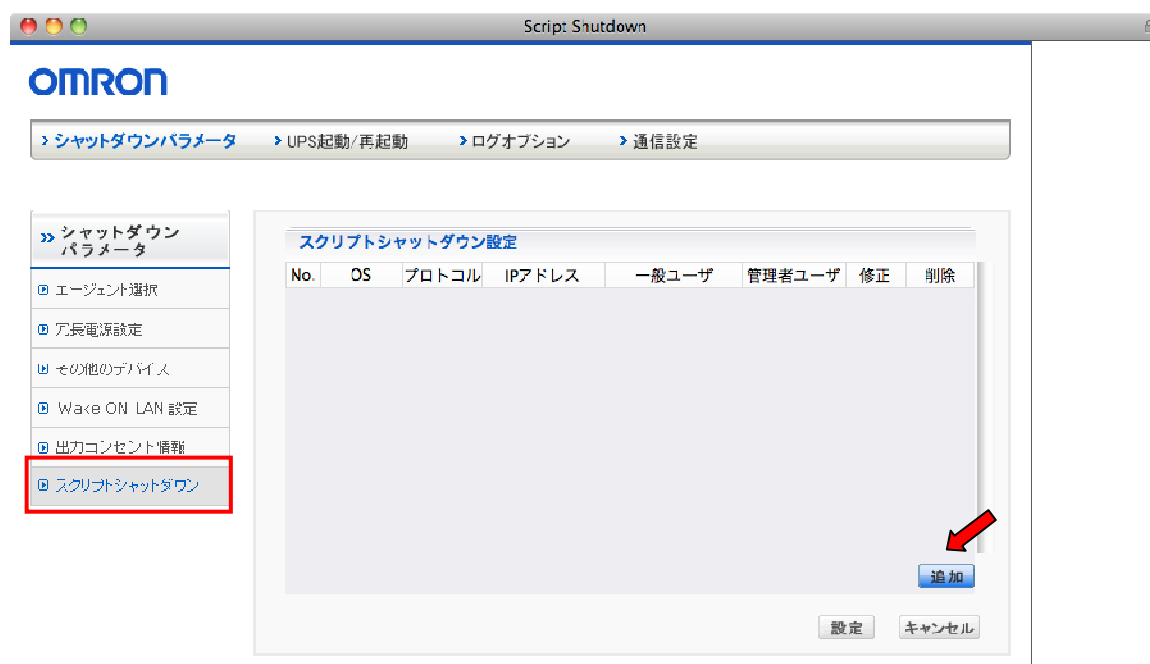 Script Shutdown
OMRON
シャットダウンパラメータ UPS起動/再起動 ログオプション 通信設定
シャットダウン
パラメータ
エージェント選択
冗長電源設定
その他のデバイス
Wake ON LAN 設定
出力コンセント情報
スクリプトシャットダウン
スクリプトシャットダウン設定
No. OS プロトコル IPアドレス 一般ユーザ 管理者ユーザ 修正 削除
追加
設定 キャンセル